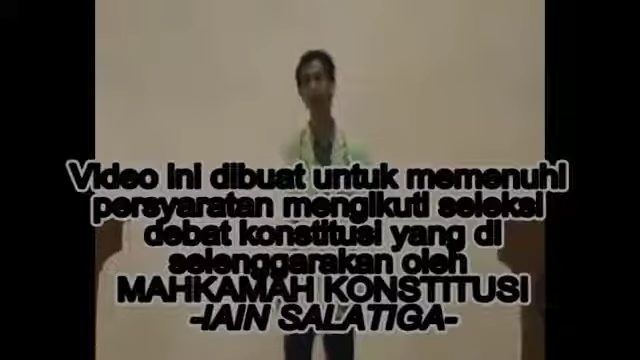 Video ini dibuat untuk memenuhi
persyaratan mengikuti seleksi
debat konstitusi yang di
selenggarakan oleh
MAHKAMAH KONSTITUSI
-IAIN SALATIGA-